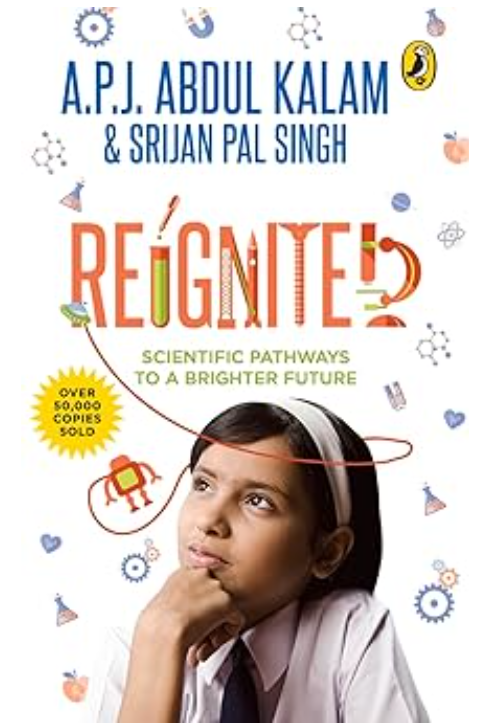 A.P.J. ABDUL KALAM
& SRIJAN PAL SINGH
REIGNITED
SCIENTIFIC PATHWAYS
TO A BRIGHTER FUTURE
OVER
50,000
COPIES
SOLD